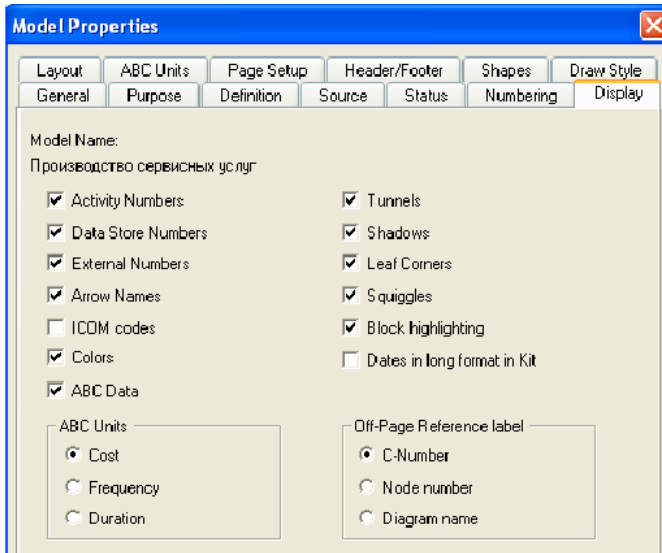 Model Properties
Layout ABC Units Page Setup Header/Footer Shapes Draw Style
General Purpose Definition Source Status Numbering Display
Model Name:
Производство сервисных услуг
Activity Numbers
Data Store Numbers
External Numbers
Arrow Names
ICOM codes
Colors
ABC Data
Tunnels
Shadows
Leaf Corners
Squiggles
Block highlighting
Dates in long format in Kit
ABC Units
Cost
Frequency
Duration
Off-Page Reference label
C-Number
Node number
Diagram name